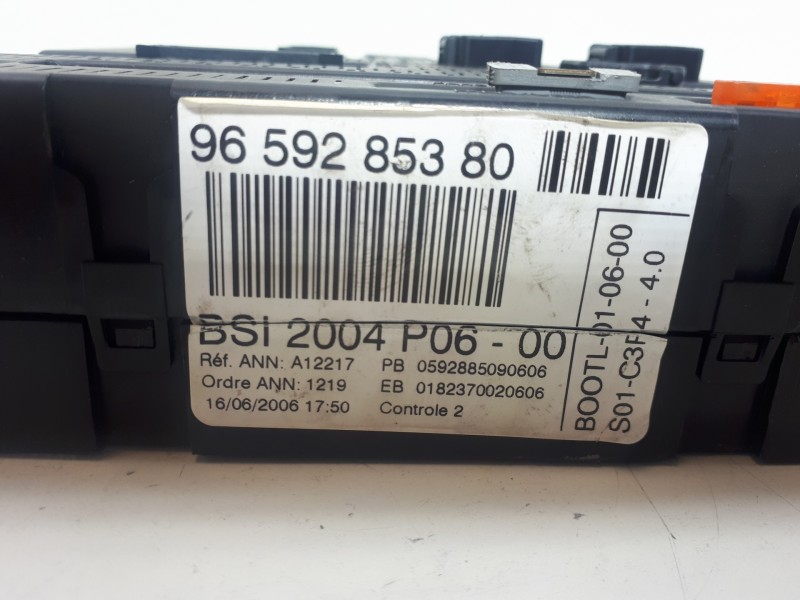 96 592 853 80
BSI 2004 P06 - 00
Réf. ANN: A12217 PB 0592885090606
Ordre ANN: 1219 EB 0182370020606
16/06/2006 17:50 Controle 2
BOOTL-01-06-00
S01-C3F4 - 4.0